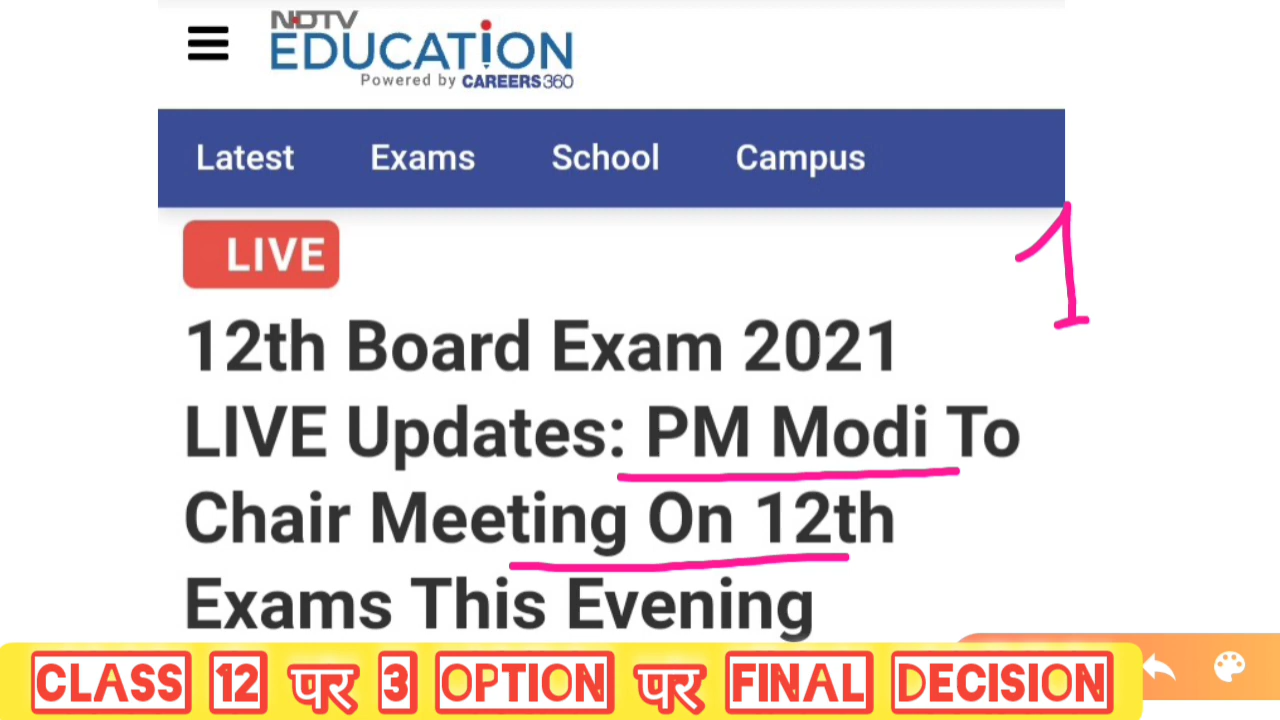 NDTV
EDUCATION
Powered by CAREERS360
Latest Exams School Campus
1
LIVE
12th Board Exam 2021
LIVE Updates: PM Modi To
Chair Meeting On 12th
Exams This Evening
CLASS 12 पर 3 OPTION पर FINAL DECISION